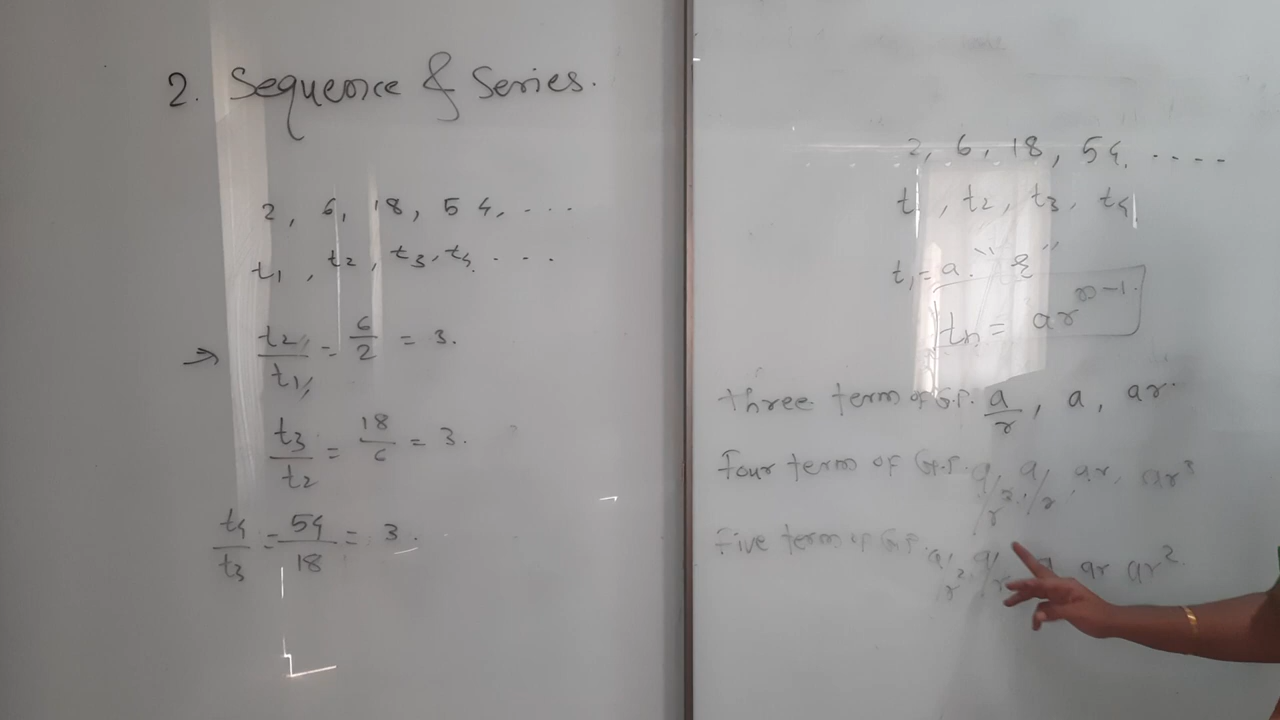 2. Sequence & Series.
2, 6, 18, 54, ....
t1, t2, t3, t4 ....
⇒ t2/t1 = 6/2 = 3.
t3/t2 = 18/6 = 3.
t4/t3 = 54/18 = 3.
2, 6, 18, 54, ....
t1, t2, t3, t4
t1 = a. "r"
tn = ar^n-1.
Three term of G.P. a/r, a, ar.
Four term of G.P. a/r, ar, ar³
Five term of G.P. a/r², a/r, a, ar ar².